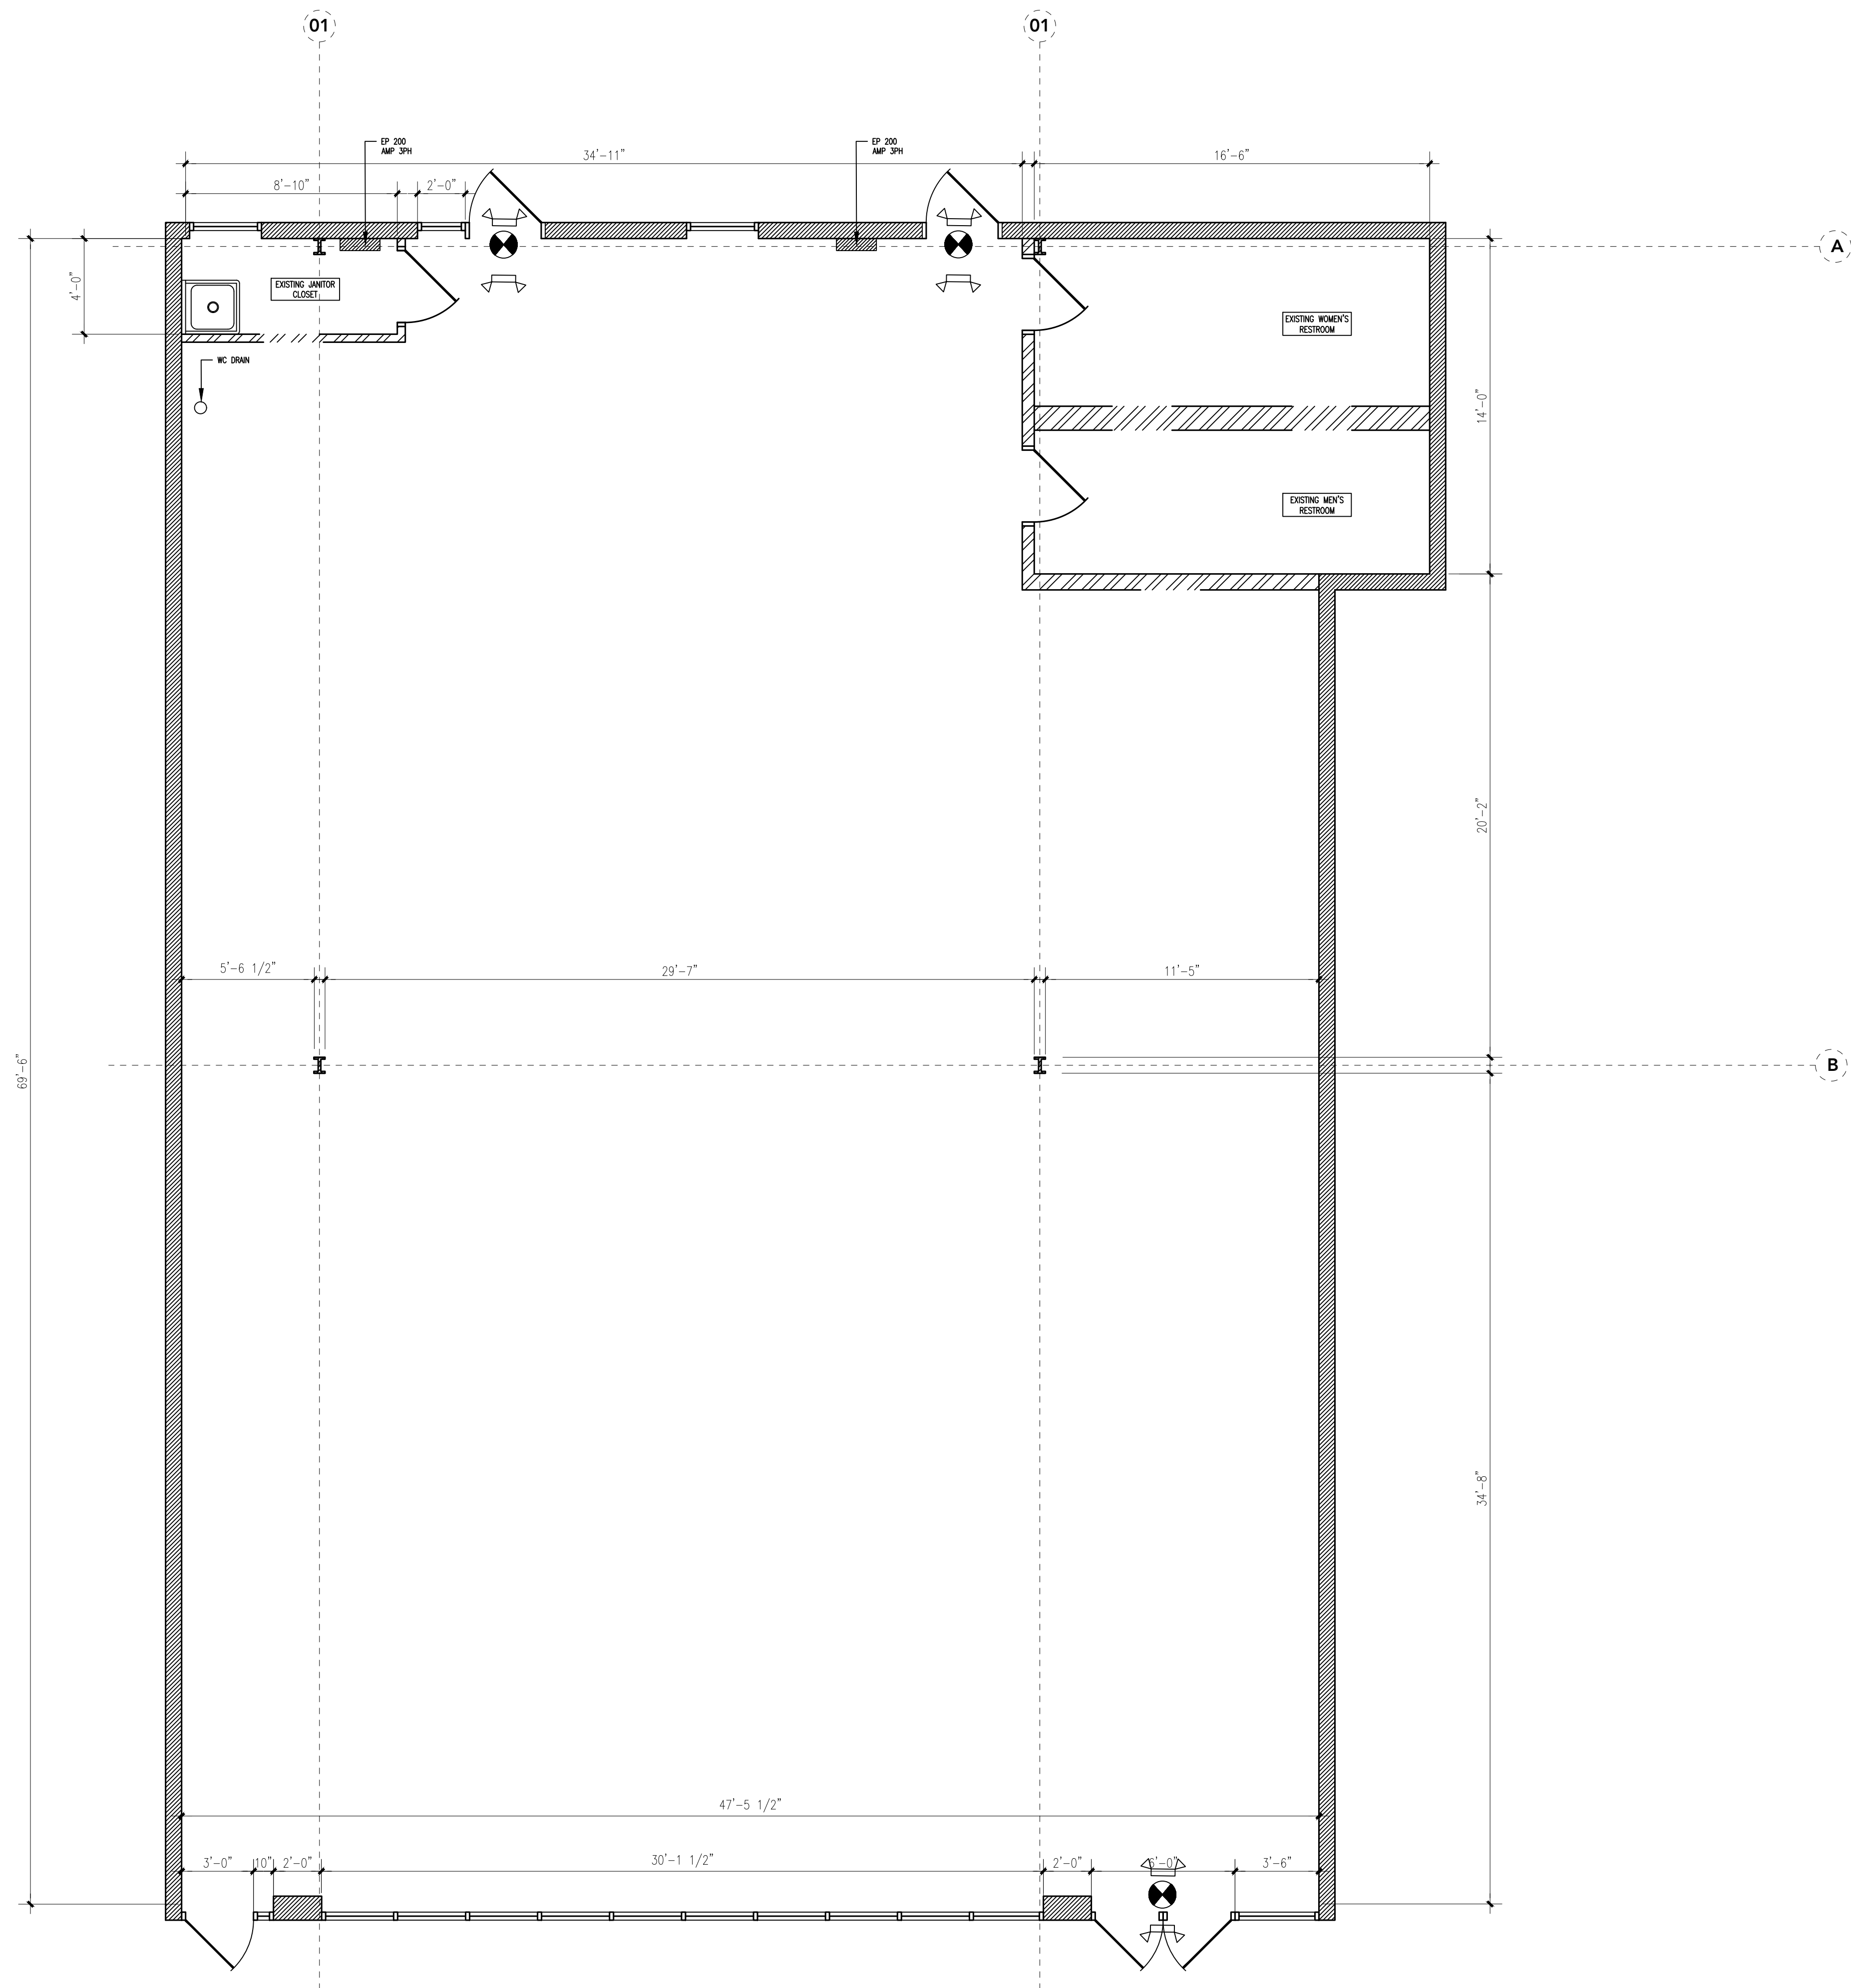 01
01
EP 200
AMP 3PH
EP 200
AMP 3PH
34'-11"
16'-6"
8'-10"
2'-0"
A
4'-0"
EXISTING JANITOR
CLOSET
EXISTING WOMEN'S
RESTROOM
WC DRAIN
14'-0"
EXISTING MEN'S
RESTROOM
20'-2"
5'-6 1/2"
29'-7"
11'-5"
69'-6"
B
34'-8"
47'-5 1/2"
3'-0"
10"
2'-0"
30'-1 1/2"
2'-0"
6'-0"
3'-6"